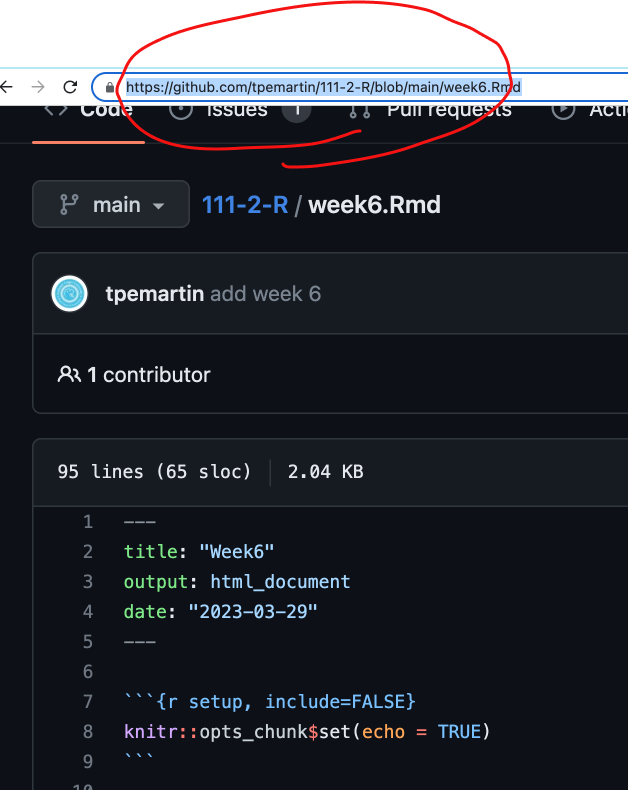 https://github.com/tpemartin/111-2-R/blob/main/week6.Rmd
Code Issues 1 Pull requests
main 111-2-R / week6.Rmd
tpemartin add week 6
1 contributor
95 lines (65 sloc) 2.04 KB
1 ---
2 title: "Week6"
3 output: html_document
4 date: "2023-03-29"
5 ---
6
7 ```{r setup, include=FALSE}
8 knitr::opts_chunk$set(echo = TRUE)
9 ```